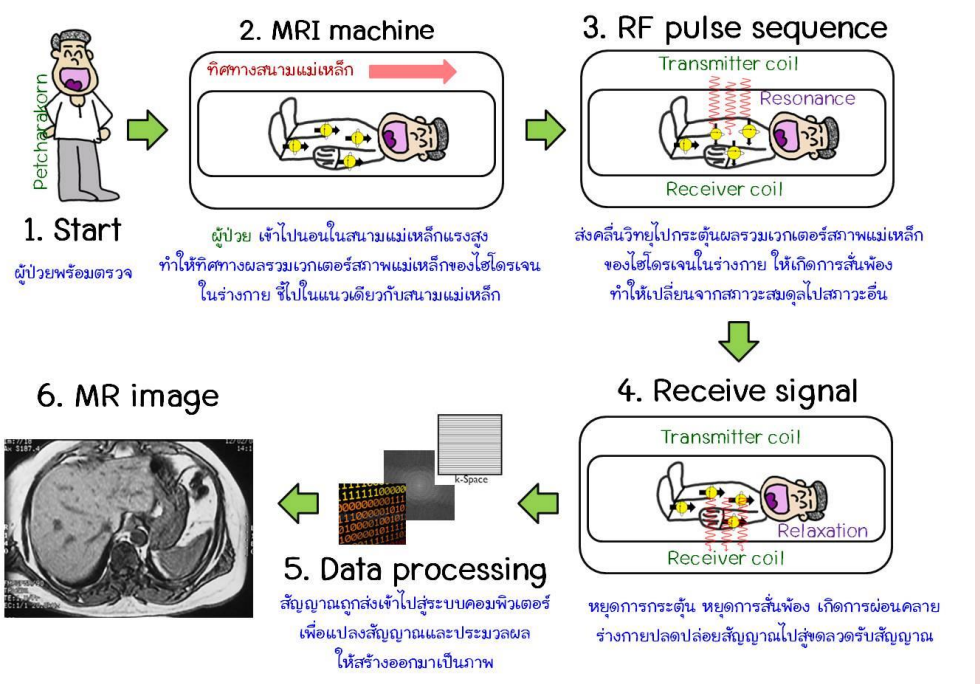 Petcharakorn
1. Start
ผู้ป่วยพร้อมตรวจ
2. MRI machine
ทิศทางสนามแม่เหล็ก
ผู้ป่วย เข้าไปนอนในสนามแม่เหล็กแรงสูง
ทำให้ทิศทางผลรวมเวกเตอร์สภาพแม่เหล็กของไฮโดรเจน
ในร่างกาย ชี้ไปในแนวเดียวกับสนามแม่เหล็ก
3. RF pulse sequence
Transmitter coil
Resonance
Receiver coil
ส่งคลื่นวิทยุไปกระตุ้นผลรวมเวกเตอร์สภาพแม่เหล็ก
ของไฮโดรเจนในร่างกาย ให้เกิดการสั่นพ้อง
ทำให้เปลี่ยนจากสภาวะสมดุลไปสภาวะอื่น
4. Receive signal
Transmitter coil
Relaxation
Receiver coil
หยุดการกระตุ้น หยุดการสั่นพ้อง เกิดการผ่อนคลาย
ร่างกายปลดปล่อยสัญญาณไปสู่ขดลวดรับสัญญาณ
k-Space
5. Data processing
สัญญาณถูกส่งเข้าไปสู่ระบบคอมพิวเตอร์
เพื่อแปลงสัญญาณและประมวลผล
ให้สร้างออกมาเป็นภาพ
6. MR image